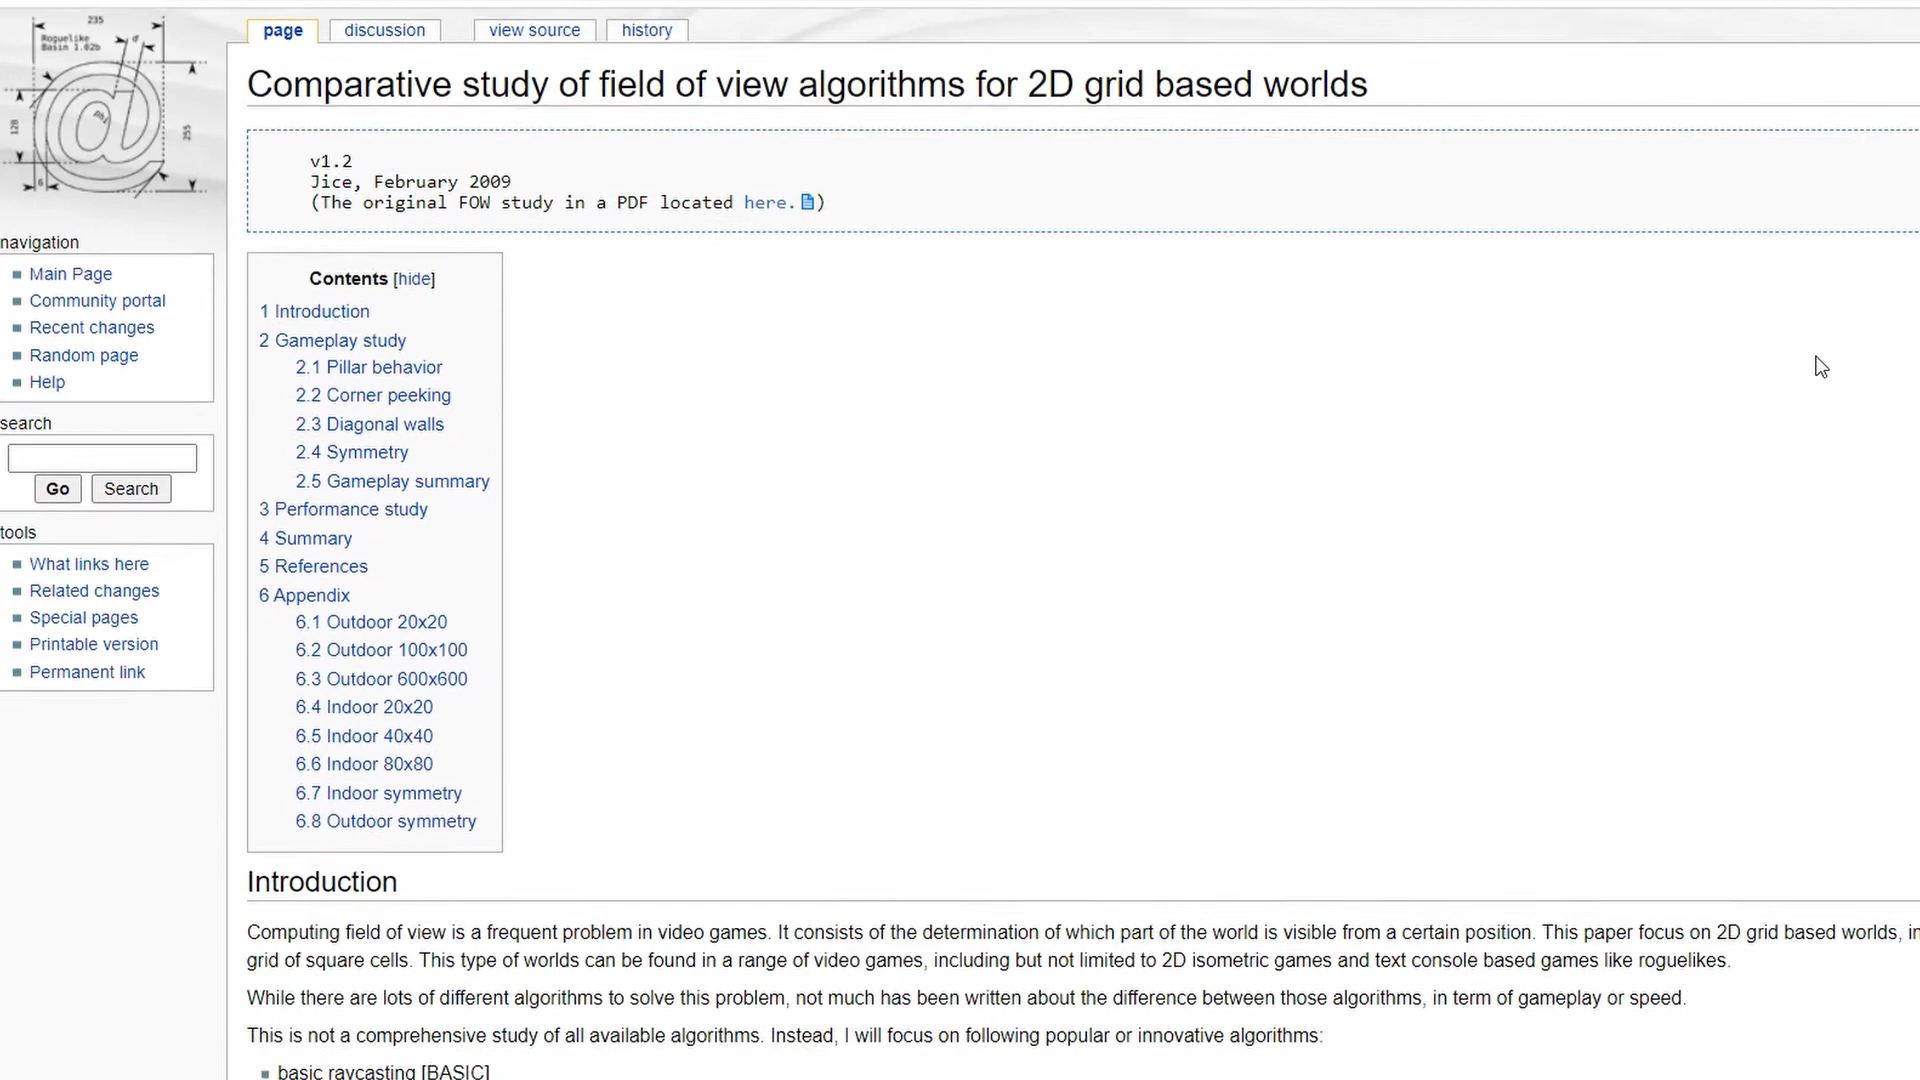 235
Roguelike
Basin 1.02b
d
phi
128
255
6
page
discussion
view source
history
Comparative study of field of view algorithms for 2D grid based worlds
v1.2
Jice, February 2009
(The original FOW study in a PDF located here.)
navigation
Main Page
Community portal
Recent changes
Random page
Help
search
Go
Search
tools
What links here
Related changes
Special pages
Printable version
Permanent link
Contents [hide]
1 Introduction
2 Gameplay study
2.1 Pillar behavior
2.2 Corner peeking
2.3 Diagonal walls
2.4 Symmetry
2.5 Gameplay summary
3 Performance study
4 Summary
5 References
6 Appendix
6.1 Outdoor 20x20
6.2 Outdoor 100x100
6.3 Outdoor 600x600
6.4 Indoor 20x20
6.5 Indoor 40x40
6.6 Indoor 80x80
6.7 Indoor symmetry
6.8 Outdoor symmetry
Introduction
Computing field of view is a frequent problem in video games. It consists of the determination of which part of the world is visible from a certain position. This paper focus on 2D grid based worlds, in
grid of square cells. This type of worlds can be found in a range of video games, including but not limited to 2D isometric games and text console based games like roguelikes.
While there are lots of different algorithms to solve this problem, not much has been written about the difference between those algorithms, in term of gameplay or speed.
This is not a comprehensive study of all available algorithms. Instead, I will focus on following popular or innovative algorithms:
basic raycasting [BASIC]